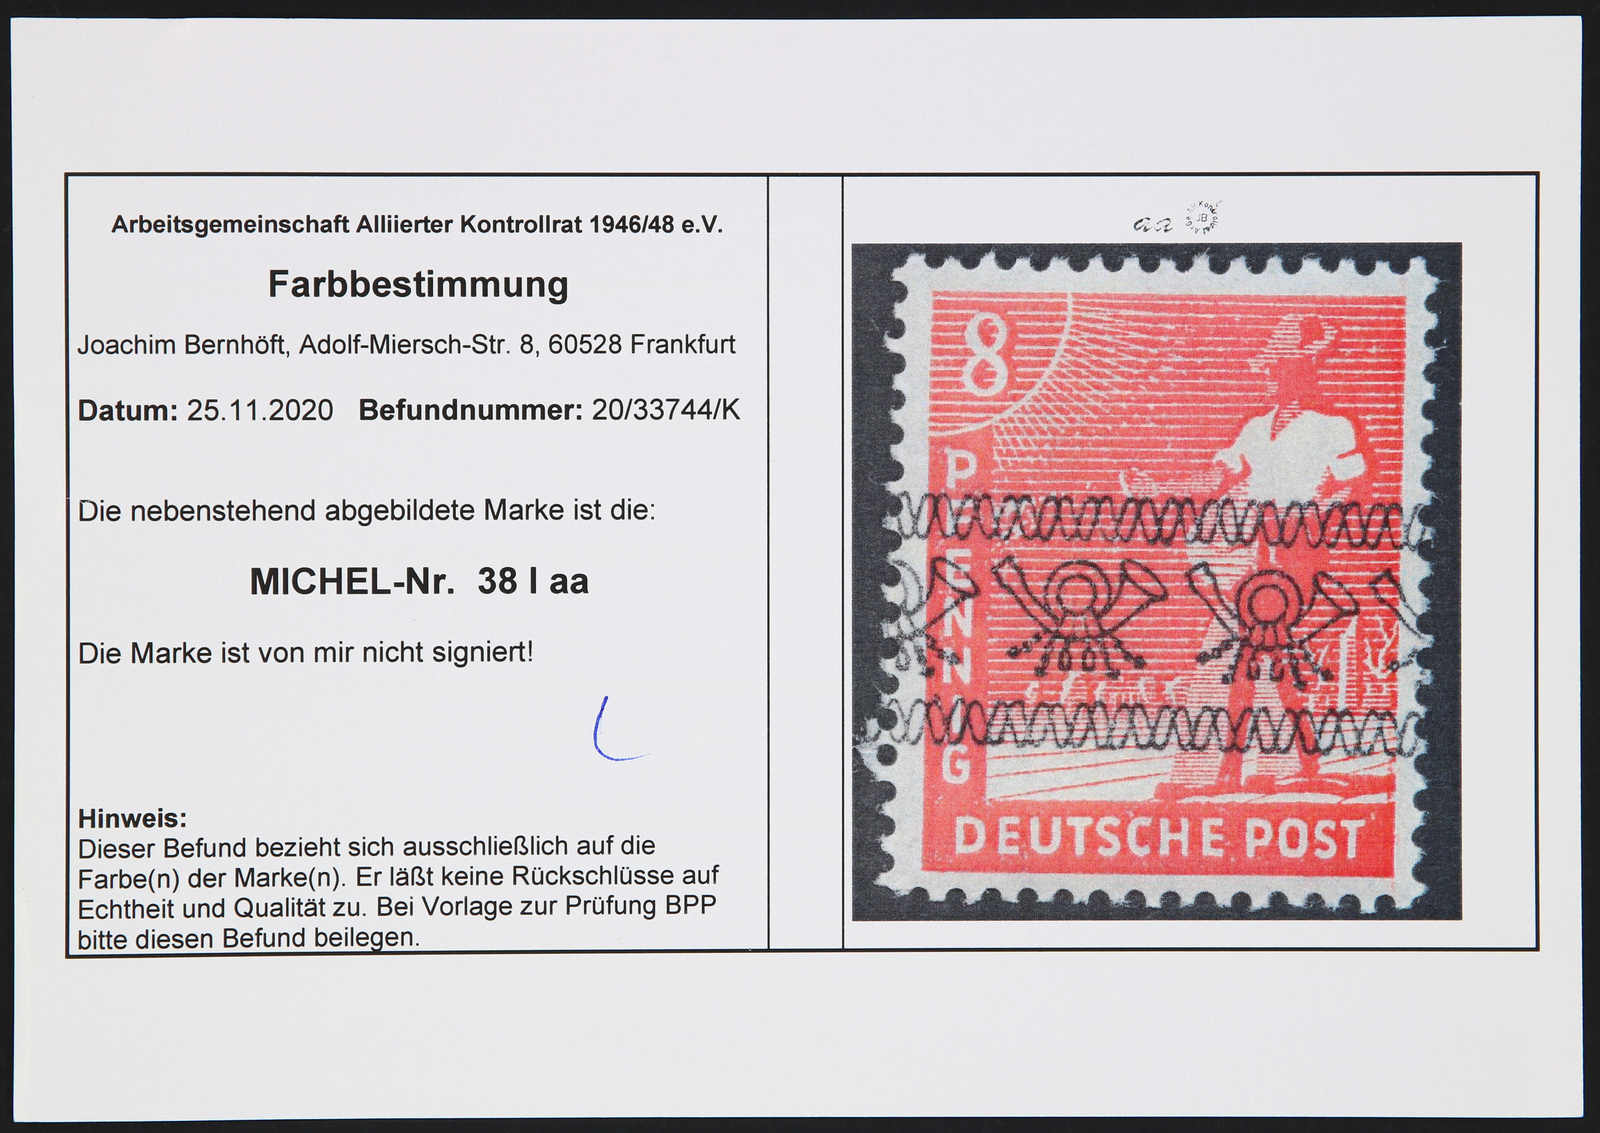 Arbeitsgemeinschaft Alliierter Kontrollrat 1946/48 e.V.
Farbbestimmung
Joachim Bernhöft, Adolf-Miersch-Str. 8, 60528 Frankfurt
Datum: 25.11.2020 Befundnummer: 20/33744/K
Die nebenstehend abgebildete Marke ist die:
MICHEL-Nr. 38 I aa
Die Marke ist von mir nicht signiert!
Hinweis:
Dieser Befund bezieht sich ausschließlich auf die
Farbe(n) der Marke(n). Er läßt keine Rückschlüsse auf
Echtheit und Qualität zu. Bei Vorlage zur Prüfung BPP
bitte diesen Befund beilegen.
aa
JB
8
PFENNIG
DEUTSCHE POST